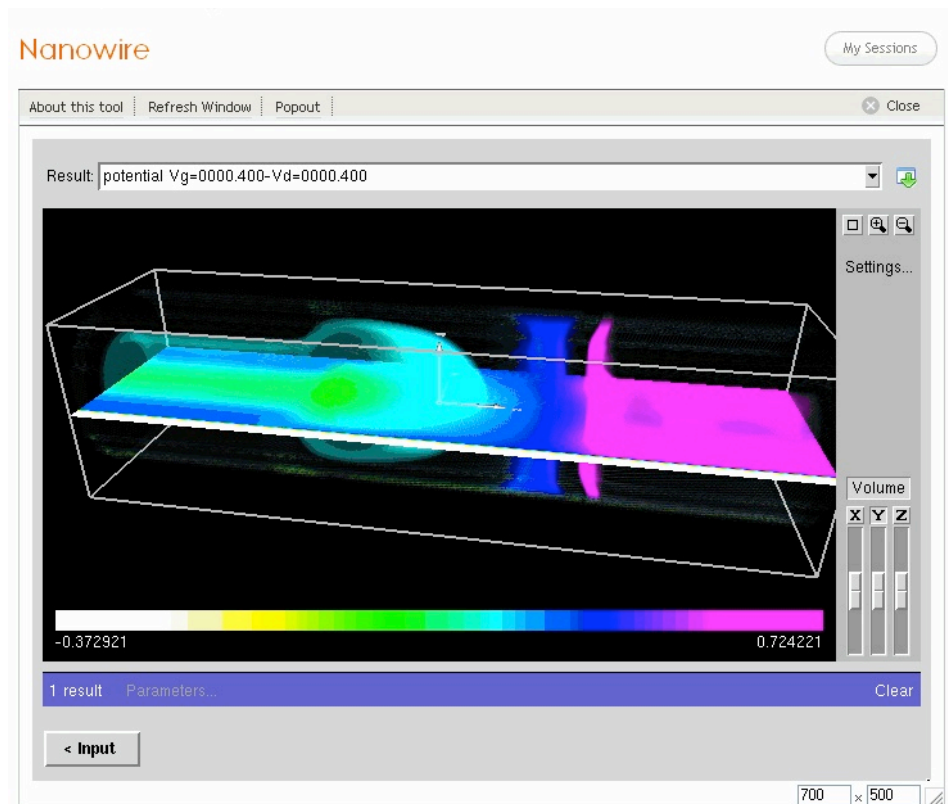 Nanowire
My Sessions
About this tool Refresh Window Popout
Close
Result: potential Vg=0000.400-Vd=0000.400
Settings...
Volume
X Y Z
-0.372921 0.724221
1 result Parameters... Clear
< Input
700 × 500